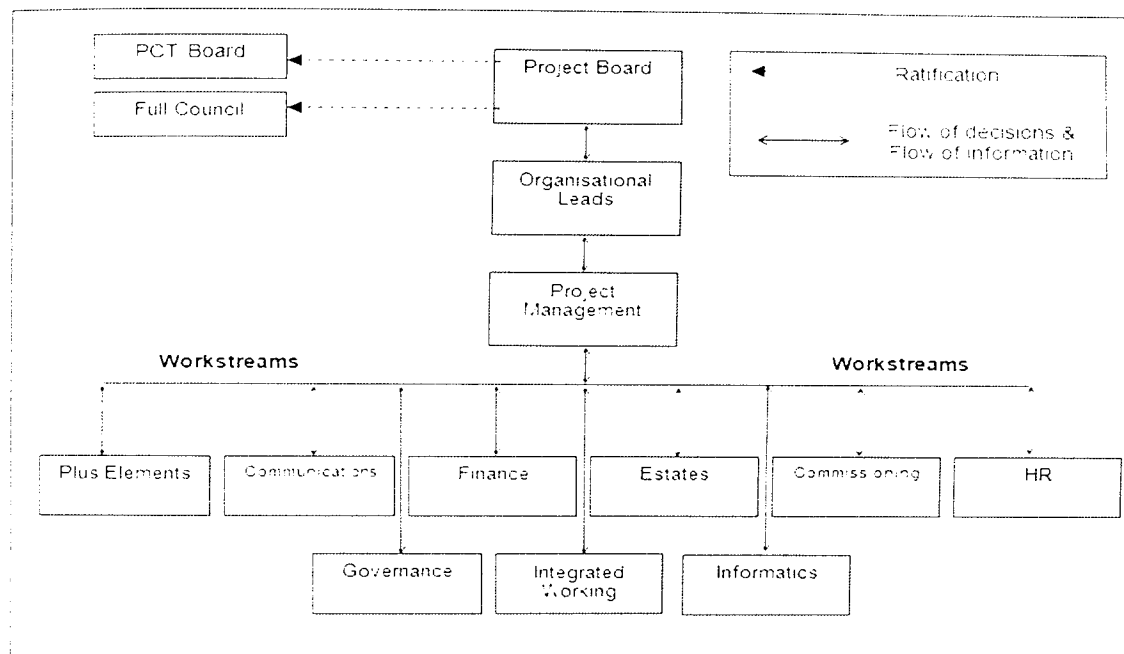 PCT Board
Project Board
Full Council
Ratification
Flow of decisions &
Flow of information
Organisational
Leads
Project
Management
Workstreams
Workstreams
Plus Elements
Communications
Finance
Estates
Commissioning
HR
Governance
Integrated
Working
Informatics